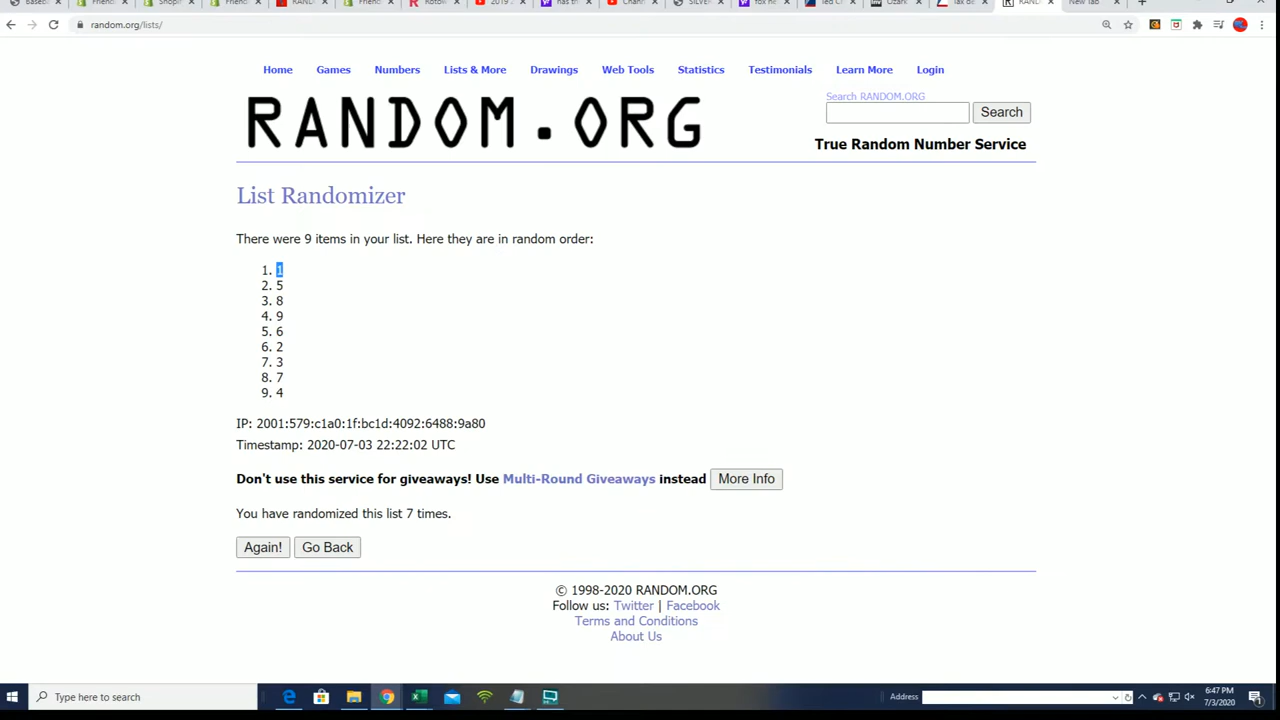 random.org/lists/
Home Games Numbers Lists & More Drawings Web Tools Statistics Testimonials Learn More Login
Search RANDOM.ORG
RANDOM.ORG
Search
True Random Number Service
List Randomizer
There were 9 items in your list. Here they are in random order:
1. 1
2. 5
3. 8
4. 9
5. 6
6. 2
7. 3
8. 7
9. 4
IP: 2001:579:c1a0:1f:bc1d:4092:6488:9a80
Timestamp: 2020-07-03 22:22:02 UTC
Don't use this service for giveaways! Use Multi-Round Giveaways instead More Info
You have randomized this list 7 times.
Again! Go Back
© 1998-2020 RANDOM.ORG
Follow us: Twitter | Facebook
Terms and Conditions
About Us
Type here to search
Address
6:47 PM
7/3/2020